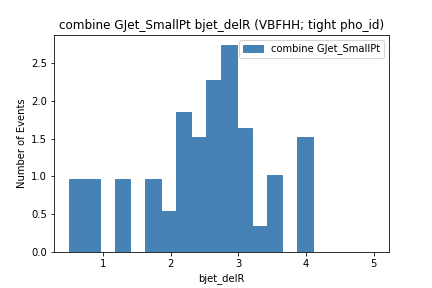 combine GJet_SmallPt bjet_delR (VBFHH; tight pho_id)
combine GJet_SmallPt
Number of Events
2.5
2.0
1.5
1.0
0.5
0.0
1
2
3
4
5
bjet_delR